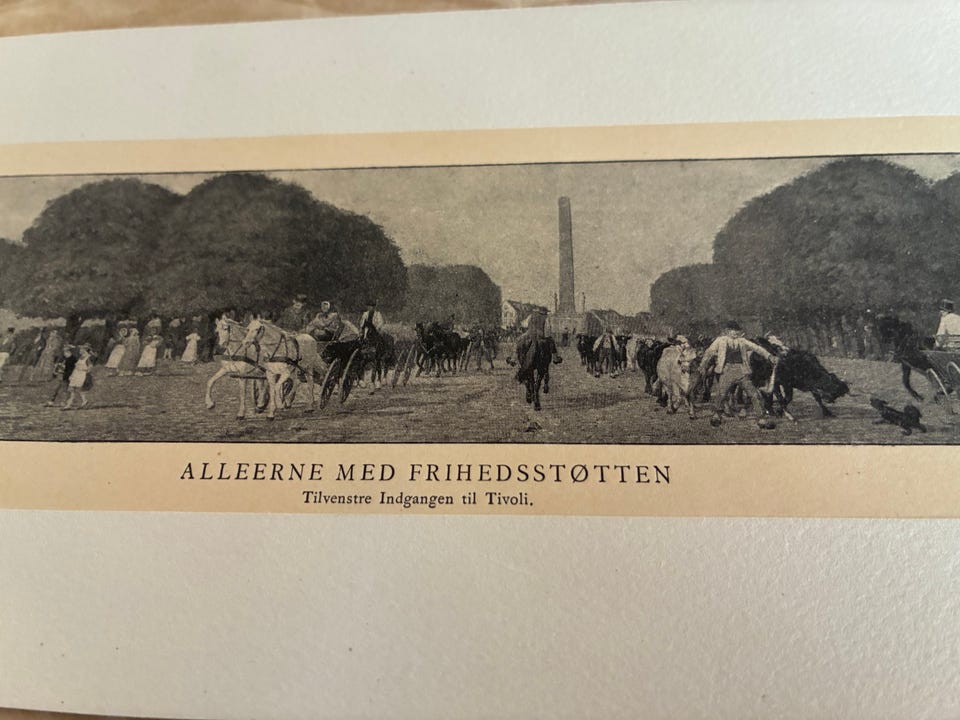 ALLEERNE MED FRIHEDSSTØTTEN
Tilvenstre Indgangen til Tivoli.